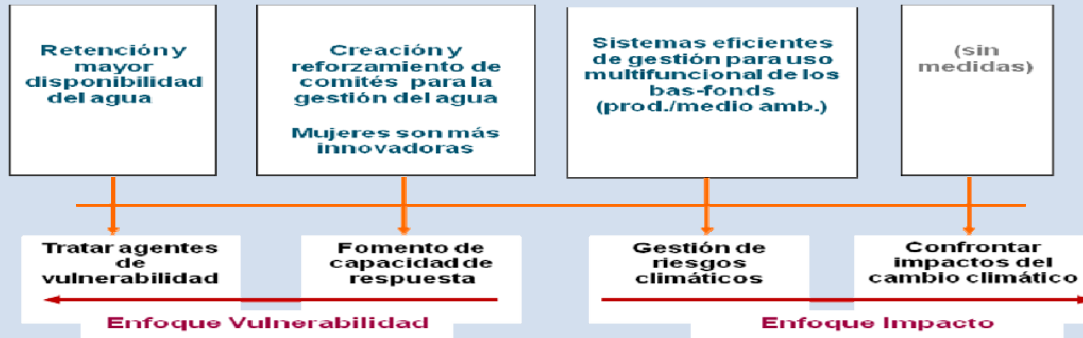 Retención y
mayor
disponibilidad
del agua
Creación y
reforzamiento de
comités para la
gestión del agua
Mujeres son más
innovadoras
Sistemas eficientes
de gestión para uso
multifuncional de los
bas-fonds
(prod./medio amb.)
(sin
medidas)
Tratar agentes
de
vulnerabilidad
Fomento de
capacidad de
respuesta
Gestión de
riesgos
climáticos
Confrontar
impactos del
cambio climático
Enfoque Vulnerabilidad
Enfoque Impacto